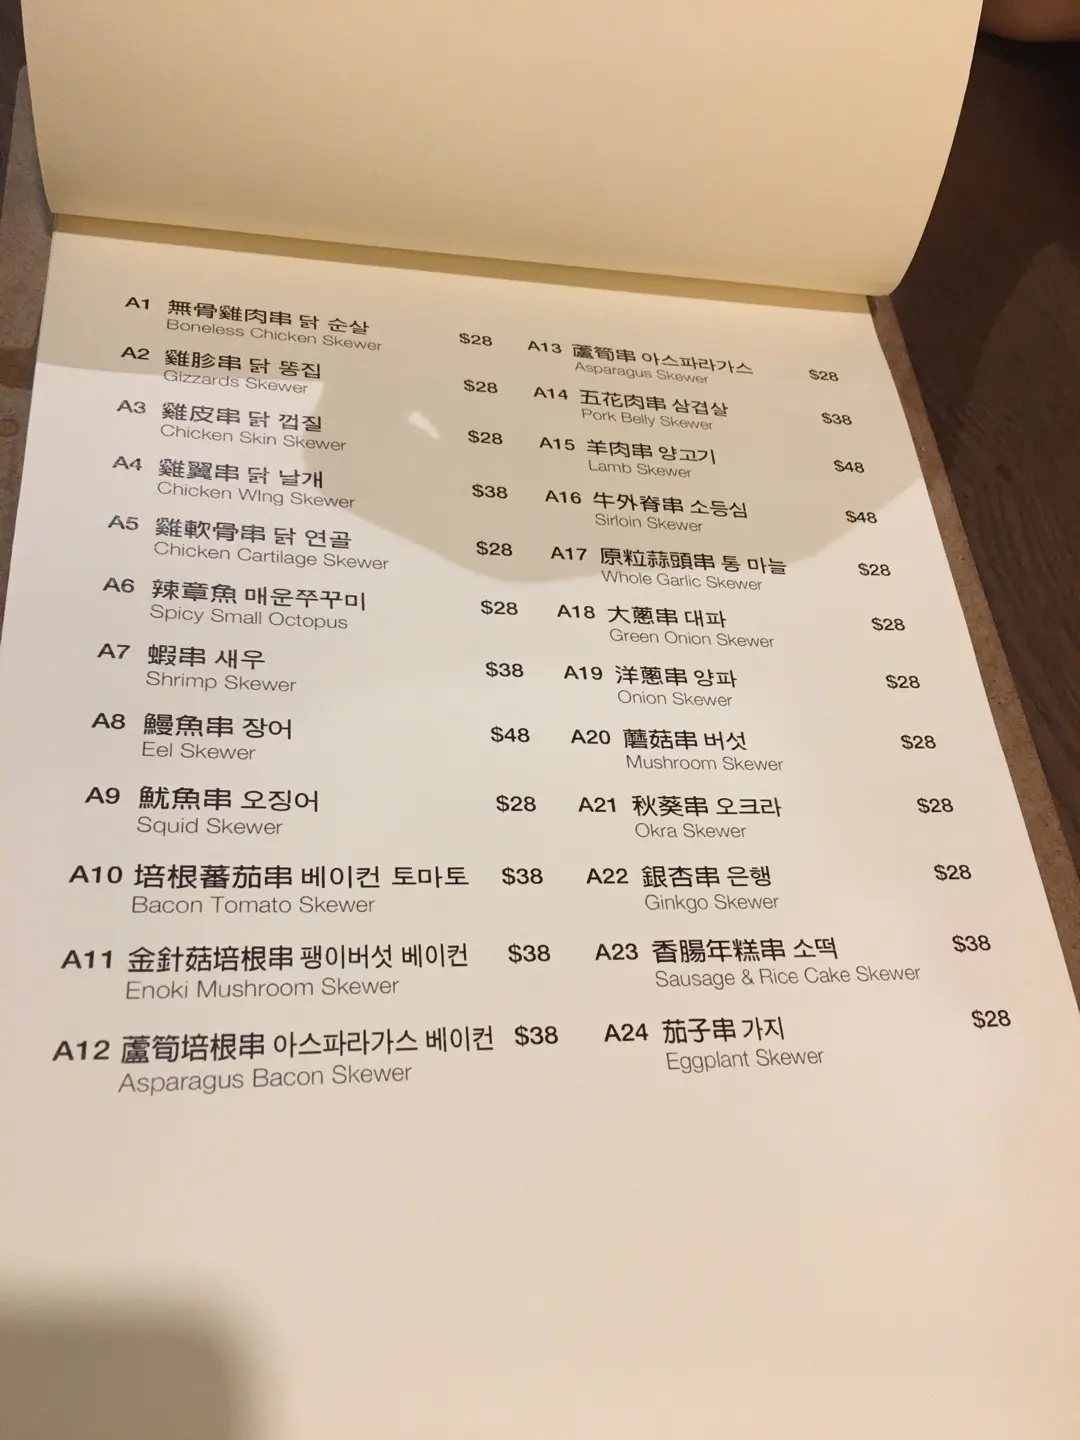 A1 無骨雞肉串 닭 순살 $28
Boneless Chicken Skewer
A2 雞胗串 닭 똥집 $28
Gizzards Skewer
A3 雞皮串 닭 껍질 $28
Chicken Skin Skewer
A4 雞翼串 닭 날개 $38
Chicken WIng Skewer
A5 雞軟骨串 닭 연골 $28
Chicken Cartilage Skewer
A6 辣章魚 매운쭈꾸미 $28
Spicy Small Octopus
A7 蝦串 새우 $38
Shrimp Skewer
A8 鰻魚串 장어 $48
Eel Skewer
A9 魷魚串 오징어 $28
Squid Skewer
A10 培根蕃茄串 베이컨 토마토 $38
Bacon Tomato Skewer
A11 金針菇培根串 팽이버섯 베이컨 $38
Enoki Mushroom Skewer
A12 蘆筍培根串 아스파라가스 베이컨 $38
Asparagus Bacon Skewer
A13 蘆筍串 아스파라가스 $28
Asparagus Skewer
A14 五花肉串 삼겹살 $38
Pork Belly Skewer
A15 羊肉串 양고기 $48
Lamb Skewer
A16 牛外脊串 소등심 $48
Sirloin Skewer
A17 原粒蒜頭串 통 마늘 $28
Whole Garlic Skewer
A18 大蔥串 대파 $28
Green Onion Skewer
A19 洋蔥串 양파 $28
Onion Skewer
A20 蘑菇串 버섯 $28
Mushroom Skewer
A21 秋葵串 오크라 $28
Okra Skewer
A22 銀杏串 은행 $28
Ginkgo Skewer
A23 香腸年糕串 소떡 $38
Sausage & Rice Cake Skewer
A24 茄子串 가지 $28
Eggplant Skewer